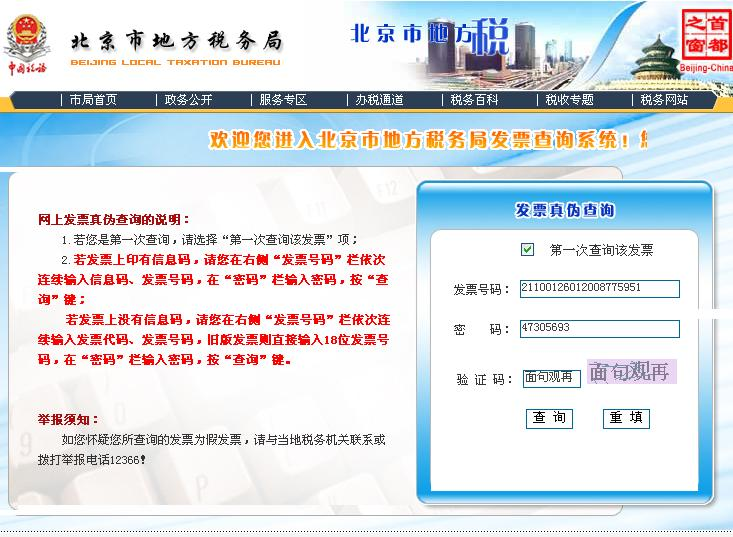 北京市地方税务局
BEIJING LOCAL TAXATION BUREAU
中国税务
北京市地方税
首都之窗
Beijing-China
市局首页 | 政务公开 | 服务专区 | 办税通道 | 税务百科 | 税收专题 | 税务网站
欢迎您进入北京市地方税务局发票查询系统！
网上发票真伪查询的说明：
1.若您是第一次查询，请选择“第一次查询该发票”项；
2.若发票上印有信息码，请您在右侧“发票号码”栏依次
连续输入信息码、发票号码，在“密码”栏输入密码，按“查
询”键；
若发票上没有信息码，请您在右侧“发票号码”栏依次连
续输入发票代码、发票号码，旧版发票则直接输入18位发票号
码，在“密码”栏输入密码，按“查询”键。
举报须知：
如您怀疑您所查询的发票为假发票，请与当地税务机关联系或
拨打举报电话12366！
发票真伪查询
第一次查询该发票
发票号码： 21100126012008775951
密 码： 47305693
验 证 码： 面句观再 面句观再
查 询 重 填